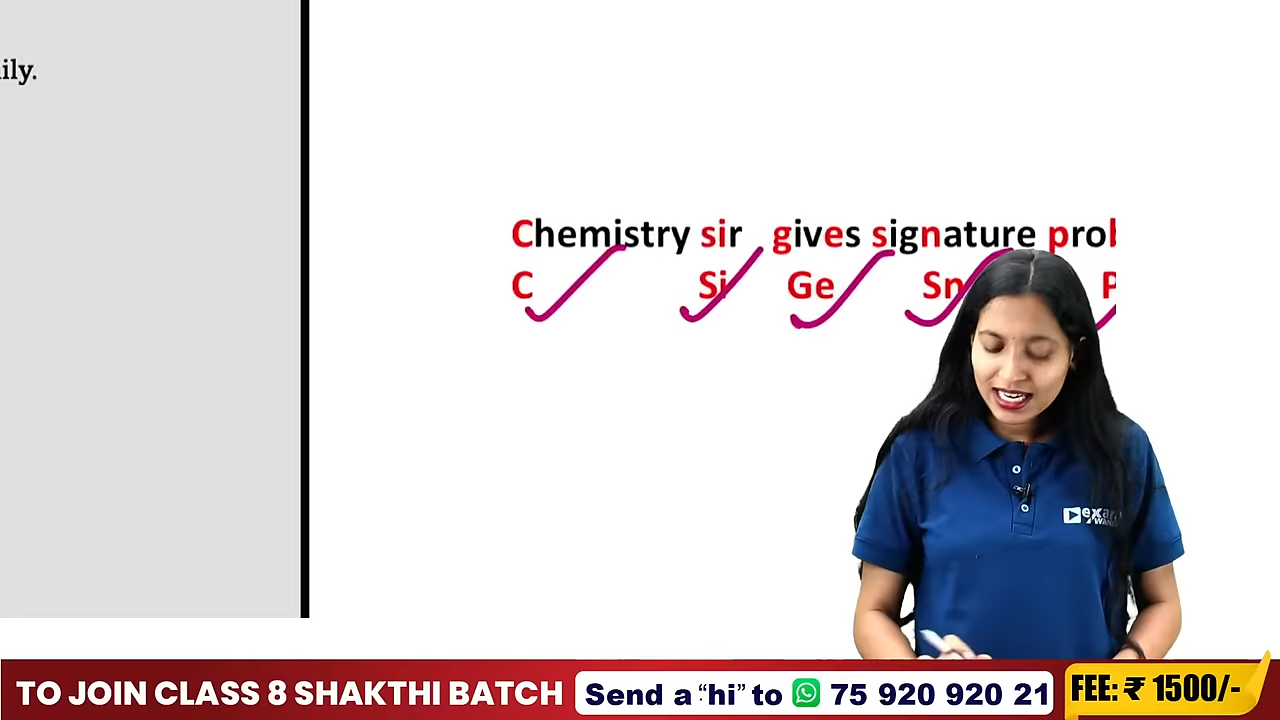 ily.
Chemistry sir gives signature prob
C Si Ge Sn P
exam
TO JOIN CLASS 8 SHAKTHI BATCH Send a “hi” to 75 920 920 21 FEE: ₹ 1500/-